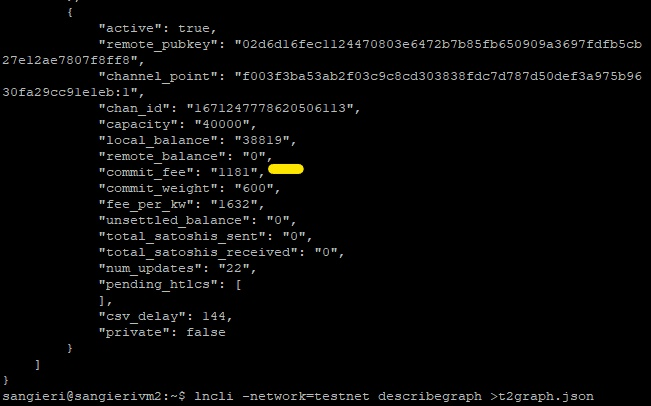 {
"active": true,
"remote_pubkey": "02d6d16fec1124470803e6472b7b85fb650909a3697fdfb5cb
27e12ae7807f8ff8",
"channel_point": "f003f3ba53ab2f03c9c8cd303838fdc7d787d50def3a975b96
30fa29cc91e1eb:1",
"chan_id": "1671247778620506113",
"capacity": "40000",
"local_balance": "38819",
"remote_balance": "0",
"commit_fee": "1181",
"commit_weight": "600",
"fee_per_kw": "1632",
"unsettled_balance": "0",
"total_satoshis_sent": "0",
"total_satoshis_received": "0",
"num_updates": "22",
"pending_htlcs": [
],
"csv_delay": 144,
"private": false
}
]
}
sangieri@sangierivm2:~$ lncli -network=testnet describegraph >t2graph.json